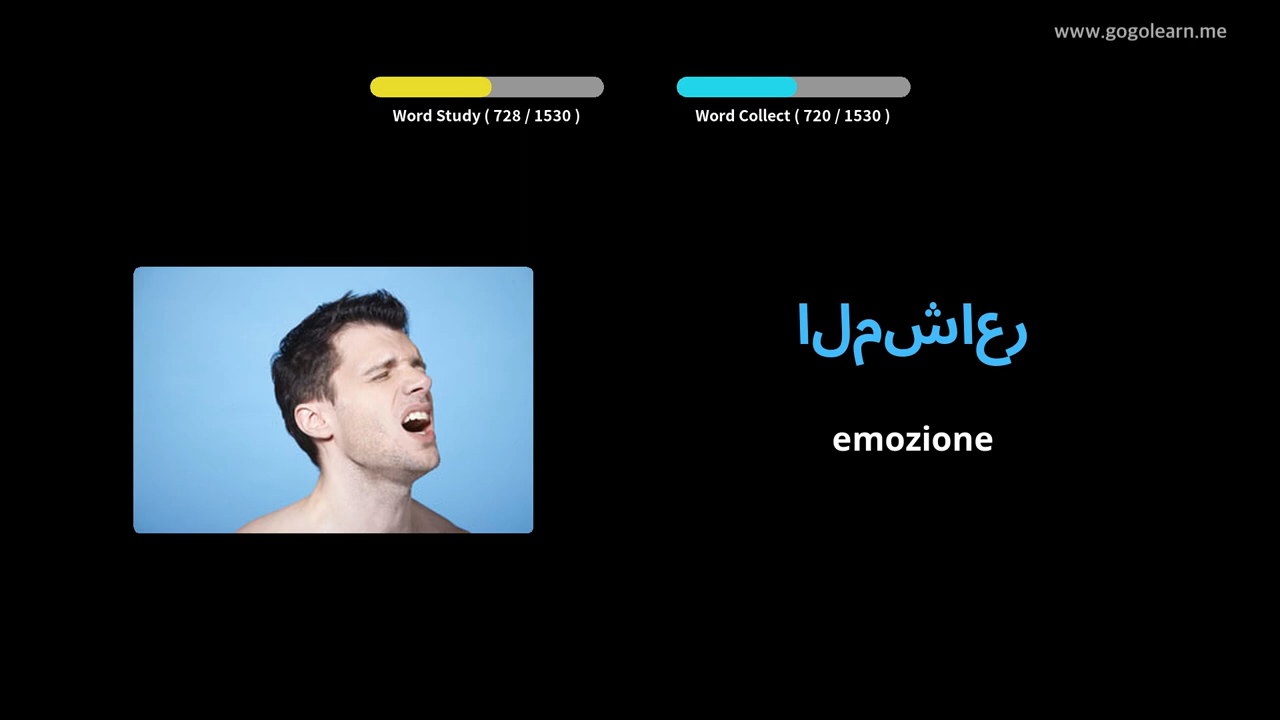 www.gogolearn.me
Word Study ( 728 / 1530 )
Word Collect ( 720 / 1530 )
المشاعر
emozione